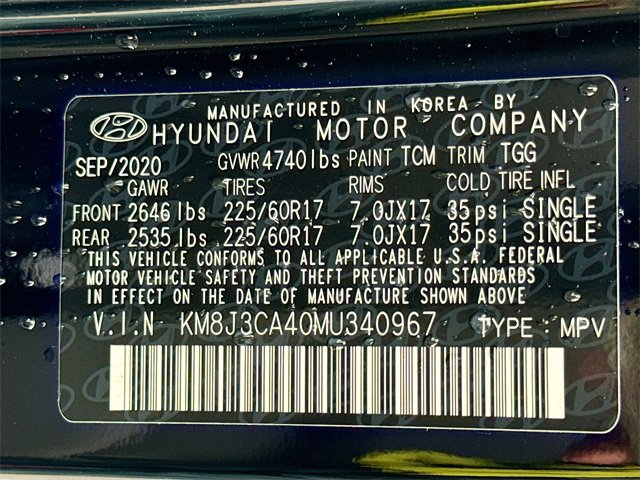 MANUFACTURED IN KOREA BY
HYUNDAI MOTOR COMPANY
SEP/2020 GVWR 4740 lbs PAINT TCM TRIM TGG
GAWR TIRES RIMS COLD TIRE INFL
FRONT 2646 lbs 225/60R17 7.0JX17 35psi SINGLE
REAR 2535 lbs 225/60R17 7.0JX17 35psi SINGLE
THIS VEHICLE CONFORMS TO ALL APPLICABLE U.S.A. FEDERAL
MOTOR VEHICLE SAFETY AND THEFT PREVENTION STANDARDS
IN EFFECT ON THE DATE OF MANUFACTURE SHOWN ABOVE
V.I.N KM8J3CA40MU340967 TYPE : MPV